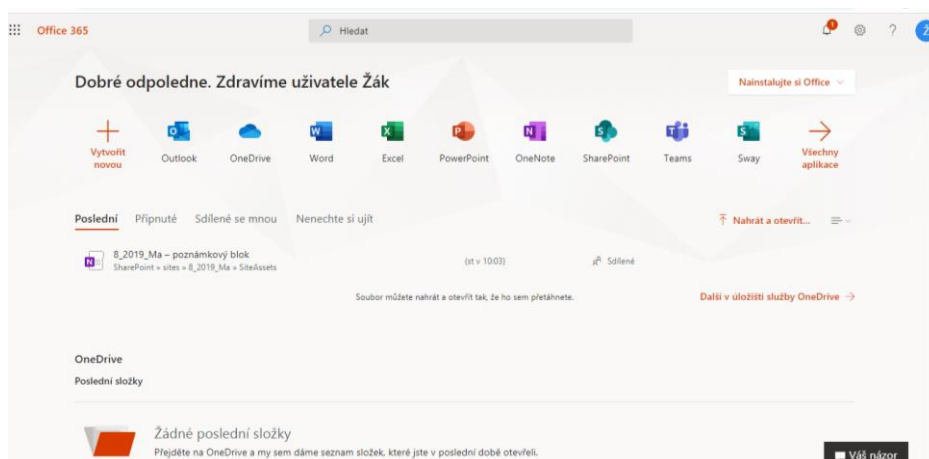 Office 365
Hledat
1
?
Ž
Dobré odpoledne. Zdravíme uživatele Žák
Nainstalujte si Office
Vytvořit novou
Outlook
OneDrive
Word
Excel
PowerPoint
OneNote
SharePoint
Teams
Sway
Všechny aplikace
Poslední Připnuté Sdílené se mnou Nenechte si ujít
Nahrát a otevřít...
8_2019_Ma – poznámkový blok
SharePoint » sites » 8_2019_Ma » SiteAssets
(st v 10:03)
Sdílené
Soubor můžete nahrát a otevřít tak, že ho sem přetáhnete.
Další v úložišti služby OneDrive
OneDrive
Poslední složky
Žádné poslední složky
Přejděte na OneDrive a my sem dáme seznam složek, které jste v poslední době otevřeli.
Váš názor